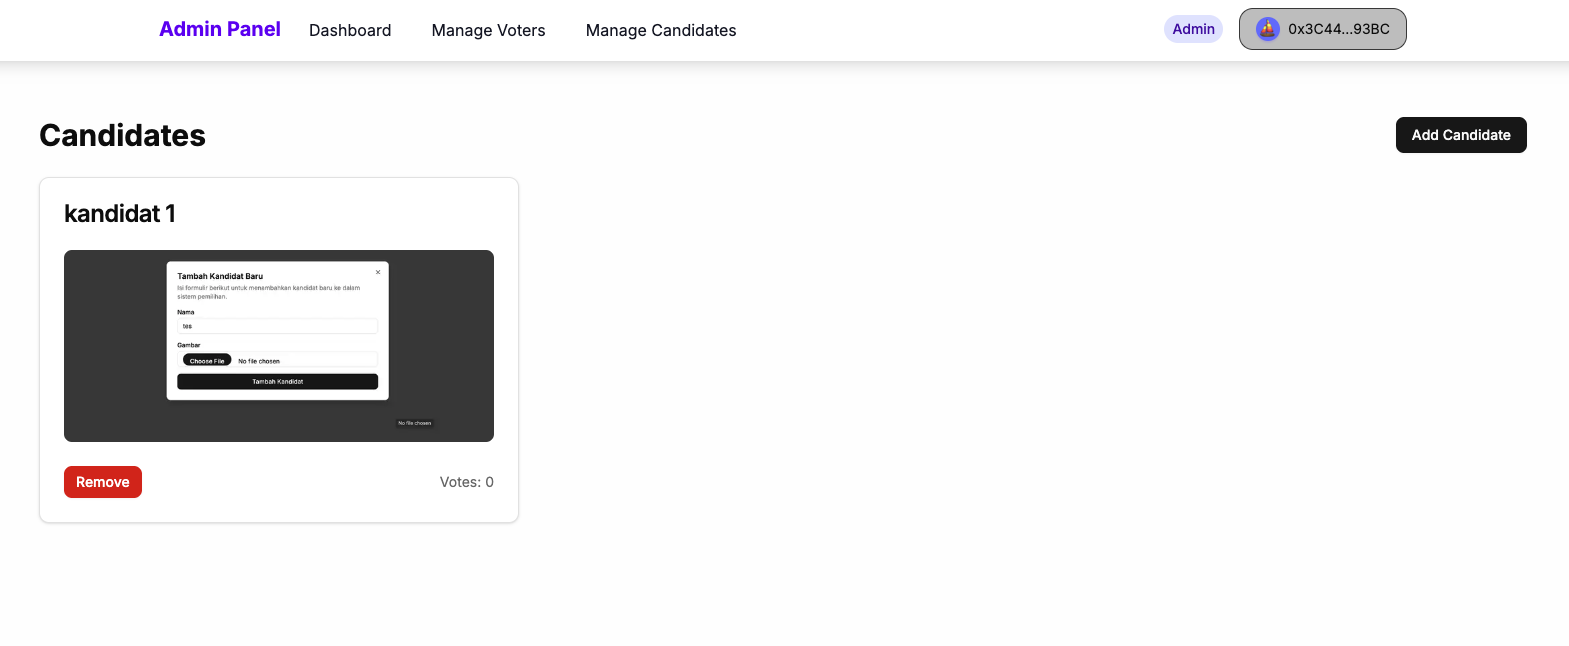 Admin Panel Dashboard Manage Voters Manage Candidates Admin 0x3C44...93BC
Candidates
Add Candidate
kandidat 1
Tambah Kandidat Baru
Isi formulir berikut untuk menambahkan kandidat baru ke dalam
sistem pemilihan.
Nama
tes
Gambar
Choose File No file chosen
Tambah Kandidat
No file chosen
Remove Votes: 0